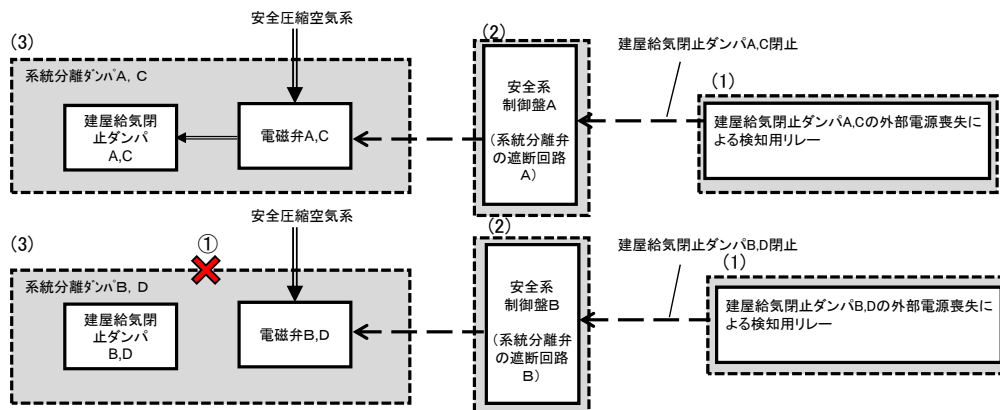 安全圧縮空気系
(3)
系統分離ﾀﾞﾝﾊﾟA, C
建屋給気閉
止ダンパ
A,C
電磁弁A,C
(2)
安全系
制御盤A
(系統分離弁
の遮断回路
A)
建屋給気閉止ダンパA,C閉止
(1)
建屋給気閉止ダンパA,Cの外部電源喪失に
よる検知用リレー
安全圧縮空気系
(3)
①
系統分離ﾀﾞﾝﾊﾟB, D
建屋給気閉
止ダンパ
B,D
電磁弁B,D
(2)
安全系
制御盤B
(系統分離弁
の遮断回路
B)
建屋給気閉止ダンパB,D閉止
(1)
建屋給気閉止ダンパB,Dの外部電源喪失に
よる検知用リレー